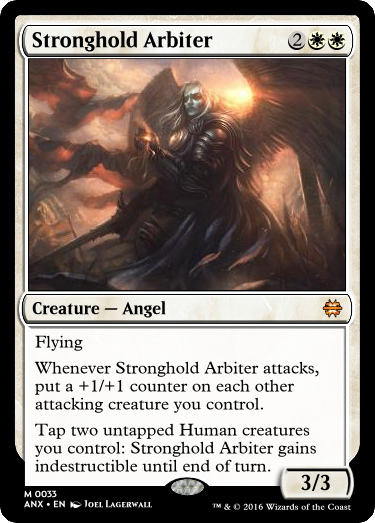 Stronghold Arbiter 2
Creature — Angel
Flying
Whenever Stronghold Arbiter attacks,
put a +1/+1 counter on each other
attacking creature you control.
Tap two untapped Human creatures
you control: Stronghold Arbiter gains
indestructible until end of turn.
3/3
M 0033
ANX • EN Joel Lagerwall ™ & © 2016 Wizards of the Coast